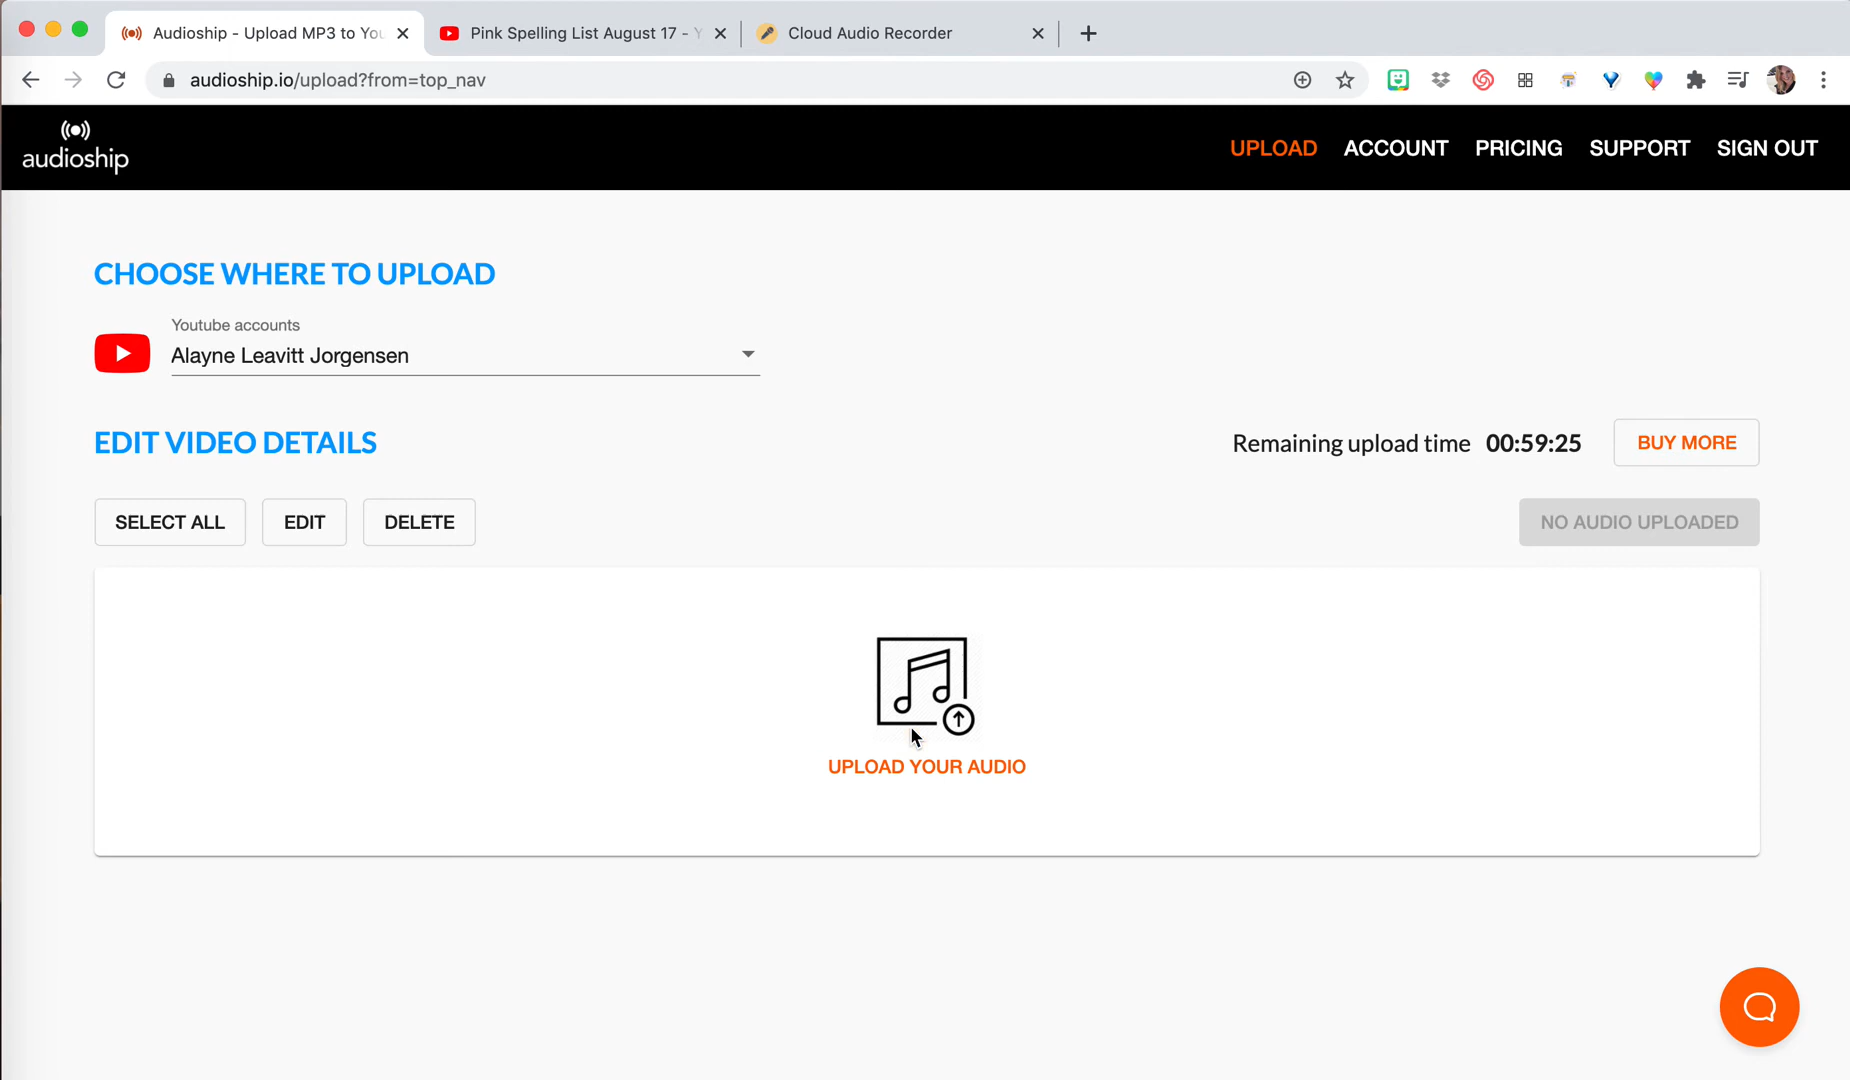 Audioship - Upload MP3 to You
Pink Spelling List August 17 - Y
Cloud Audio Recorder
audioship.io/upload?from=top_nav
audioship
UPLOAD
ACCOUNT
PRICING
SUPPORT
SIGN OUT
CHOOSE WHERE TO UPLOAD
Youtube accounts
Alayne Leavitt Jorgensen
EDIT VIDEO DETAILS
Remaining upload time 00:59:25
BUY MORE
SELECT ALL
EDIT
DELETE
NO AUDIO UPLOADED
UPLOAD YOUR AUDIO